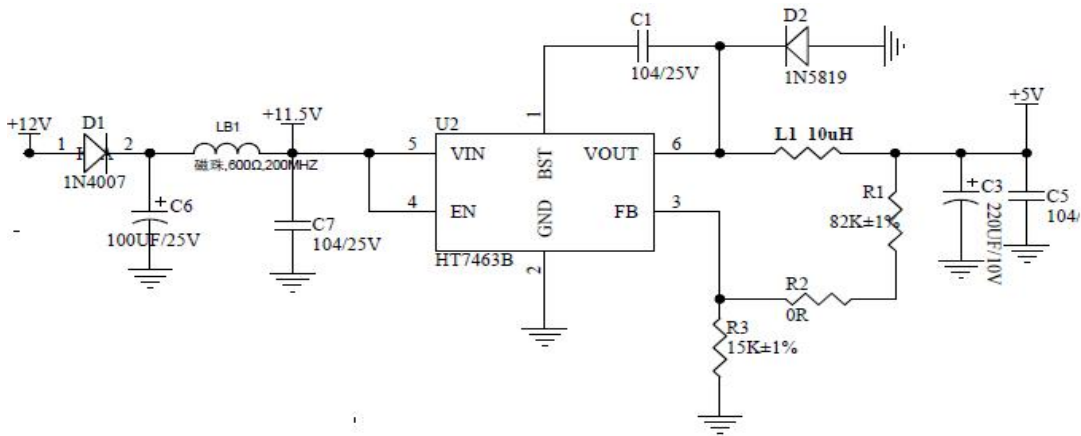 C1
104/25V
D2
1N5819
+12V
1
D1
2
1N4007
LB1
磁珠,600Ω,200MHZ
+11.5V
C6
+
100UF/25V
C7
104/25V
U2
5
VIN
4
EN
1
BST
GND
2
VOUT
6
FB
3
HT7463B
L1 10uH
+5V
R1
82K±1%
R2
0R
R3
15K±1%
+
C3
220UF/10V
C5
104/